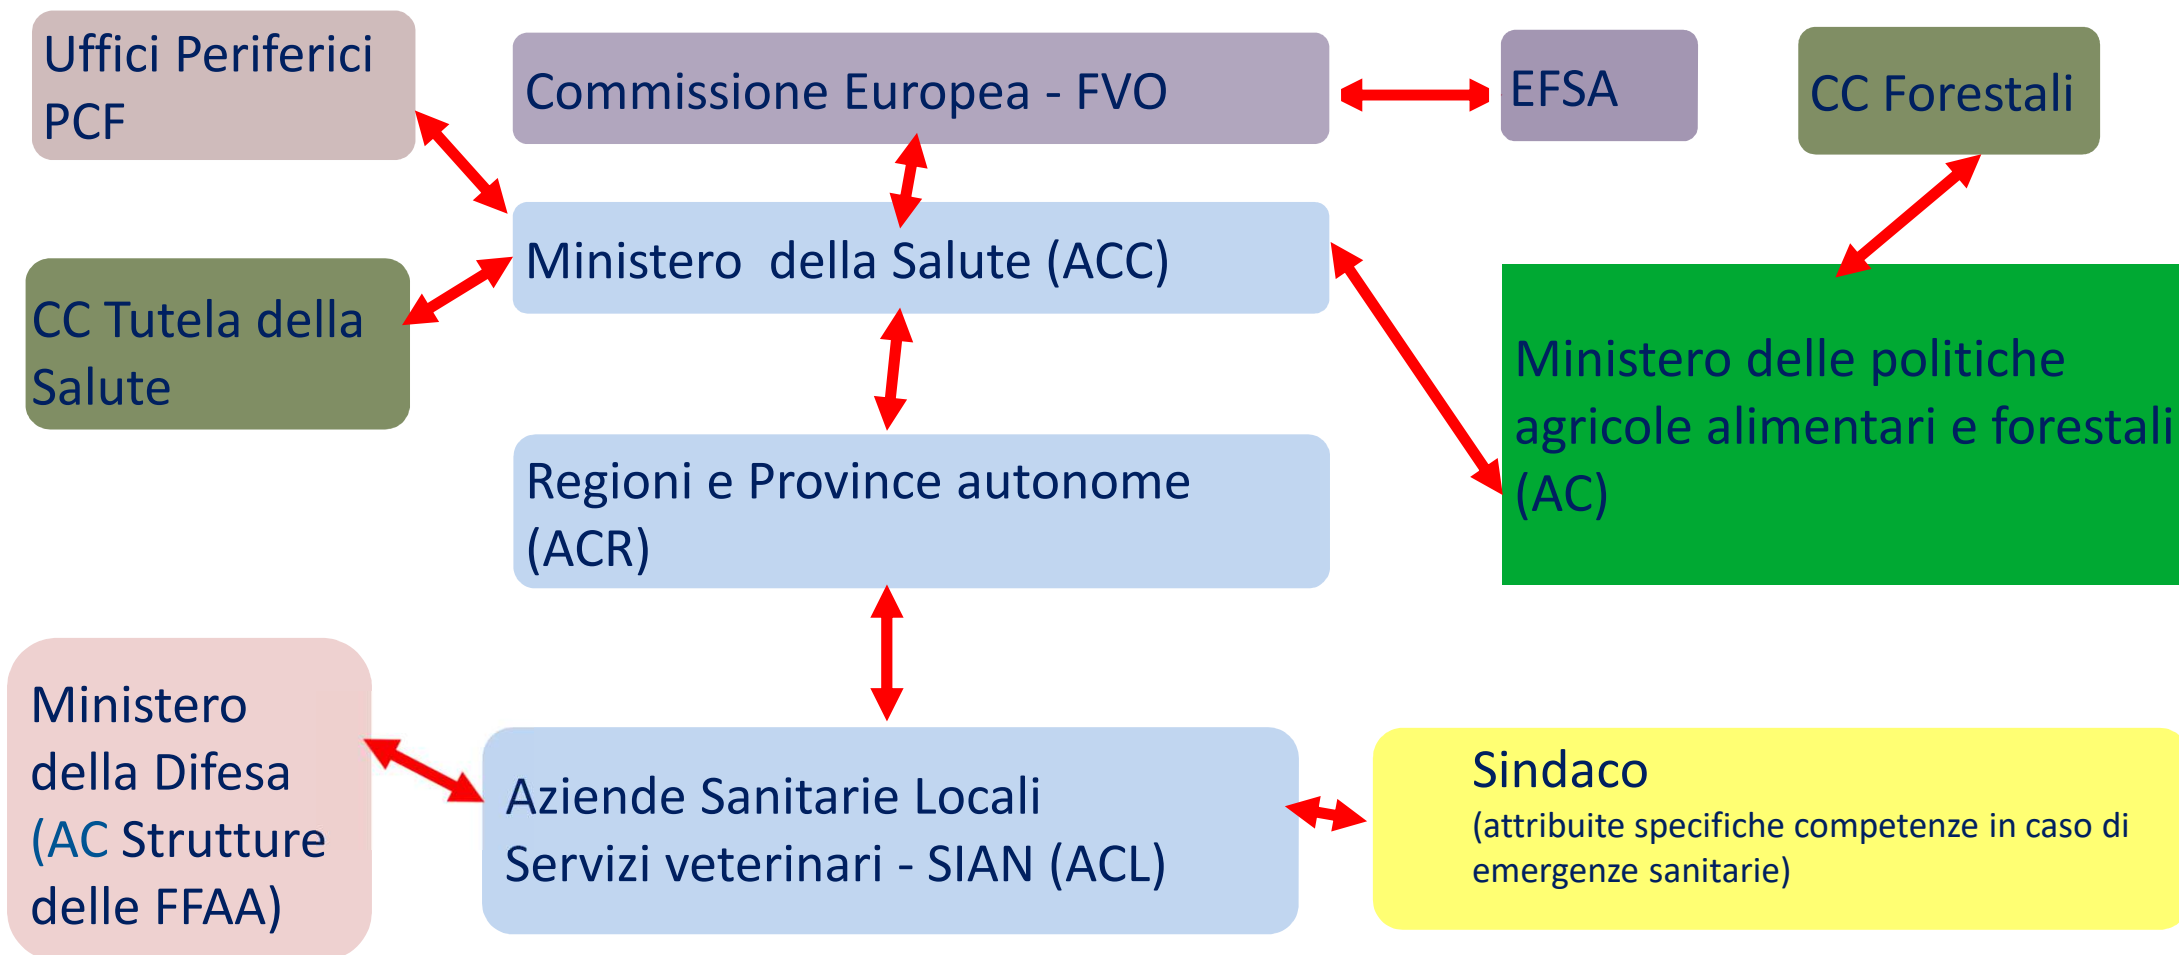 Uffici Periferici
PCF
Commissione Europea - FVO
EFSA
CC Forestali
Ministero della Salute (ACC)
CC Tutela della
Salute
Ministero delle politiche
agricole alimentari e forestali
(AC)
Regioni e Province autonome
(ACR)
Ministero
della Difesa
(AC Strutture
delle FFAA)
Aziende Sanitarie Locali
Servizi veterinari - SIAN (ACL)
Sindaco
(attribuite specifiche competenze in caso di
emergenze sanitarie)